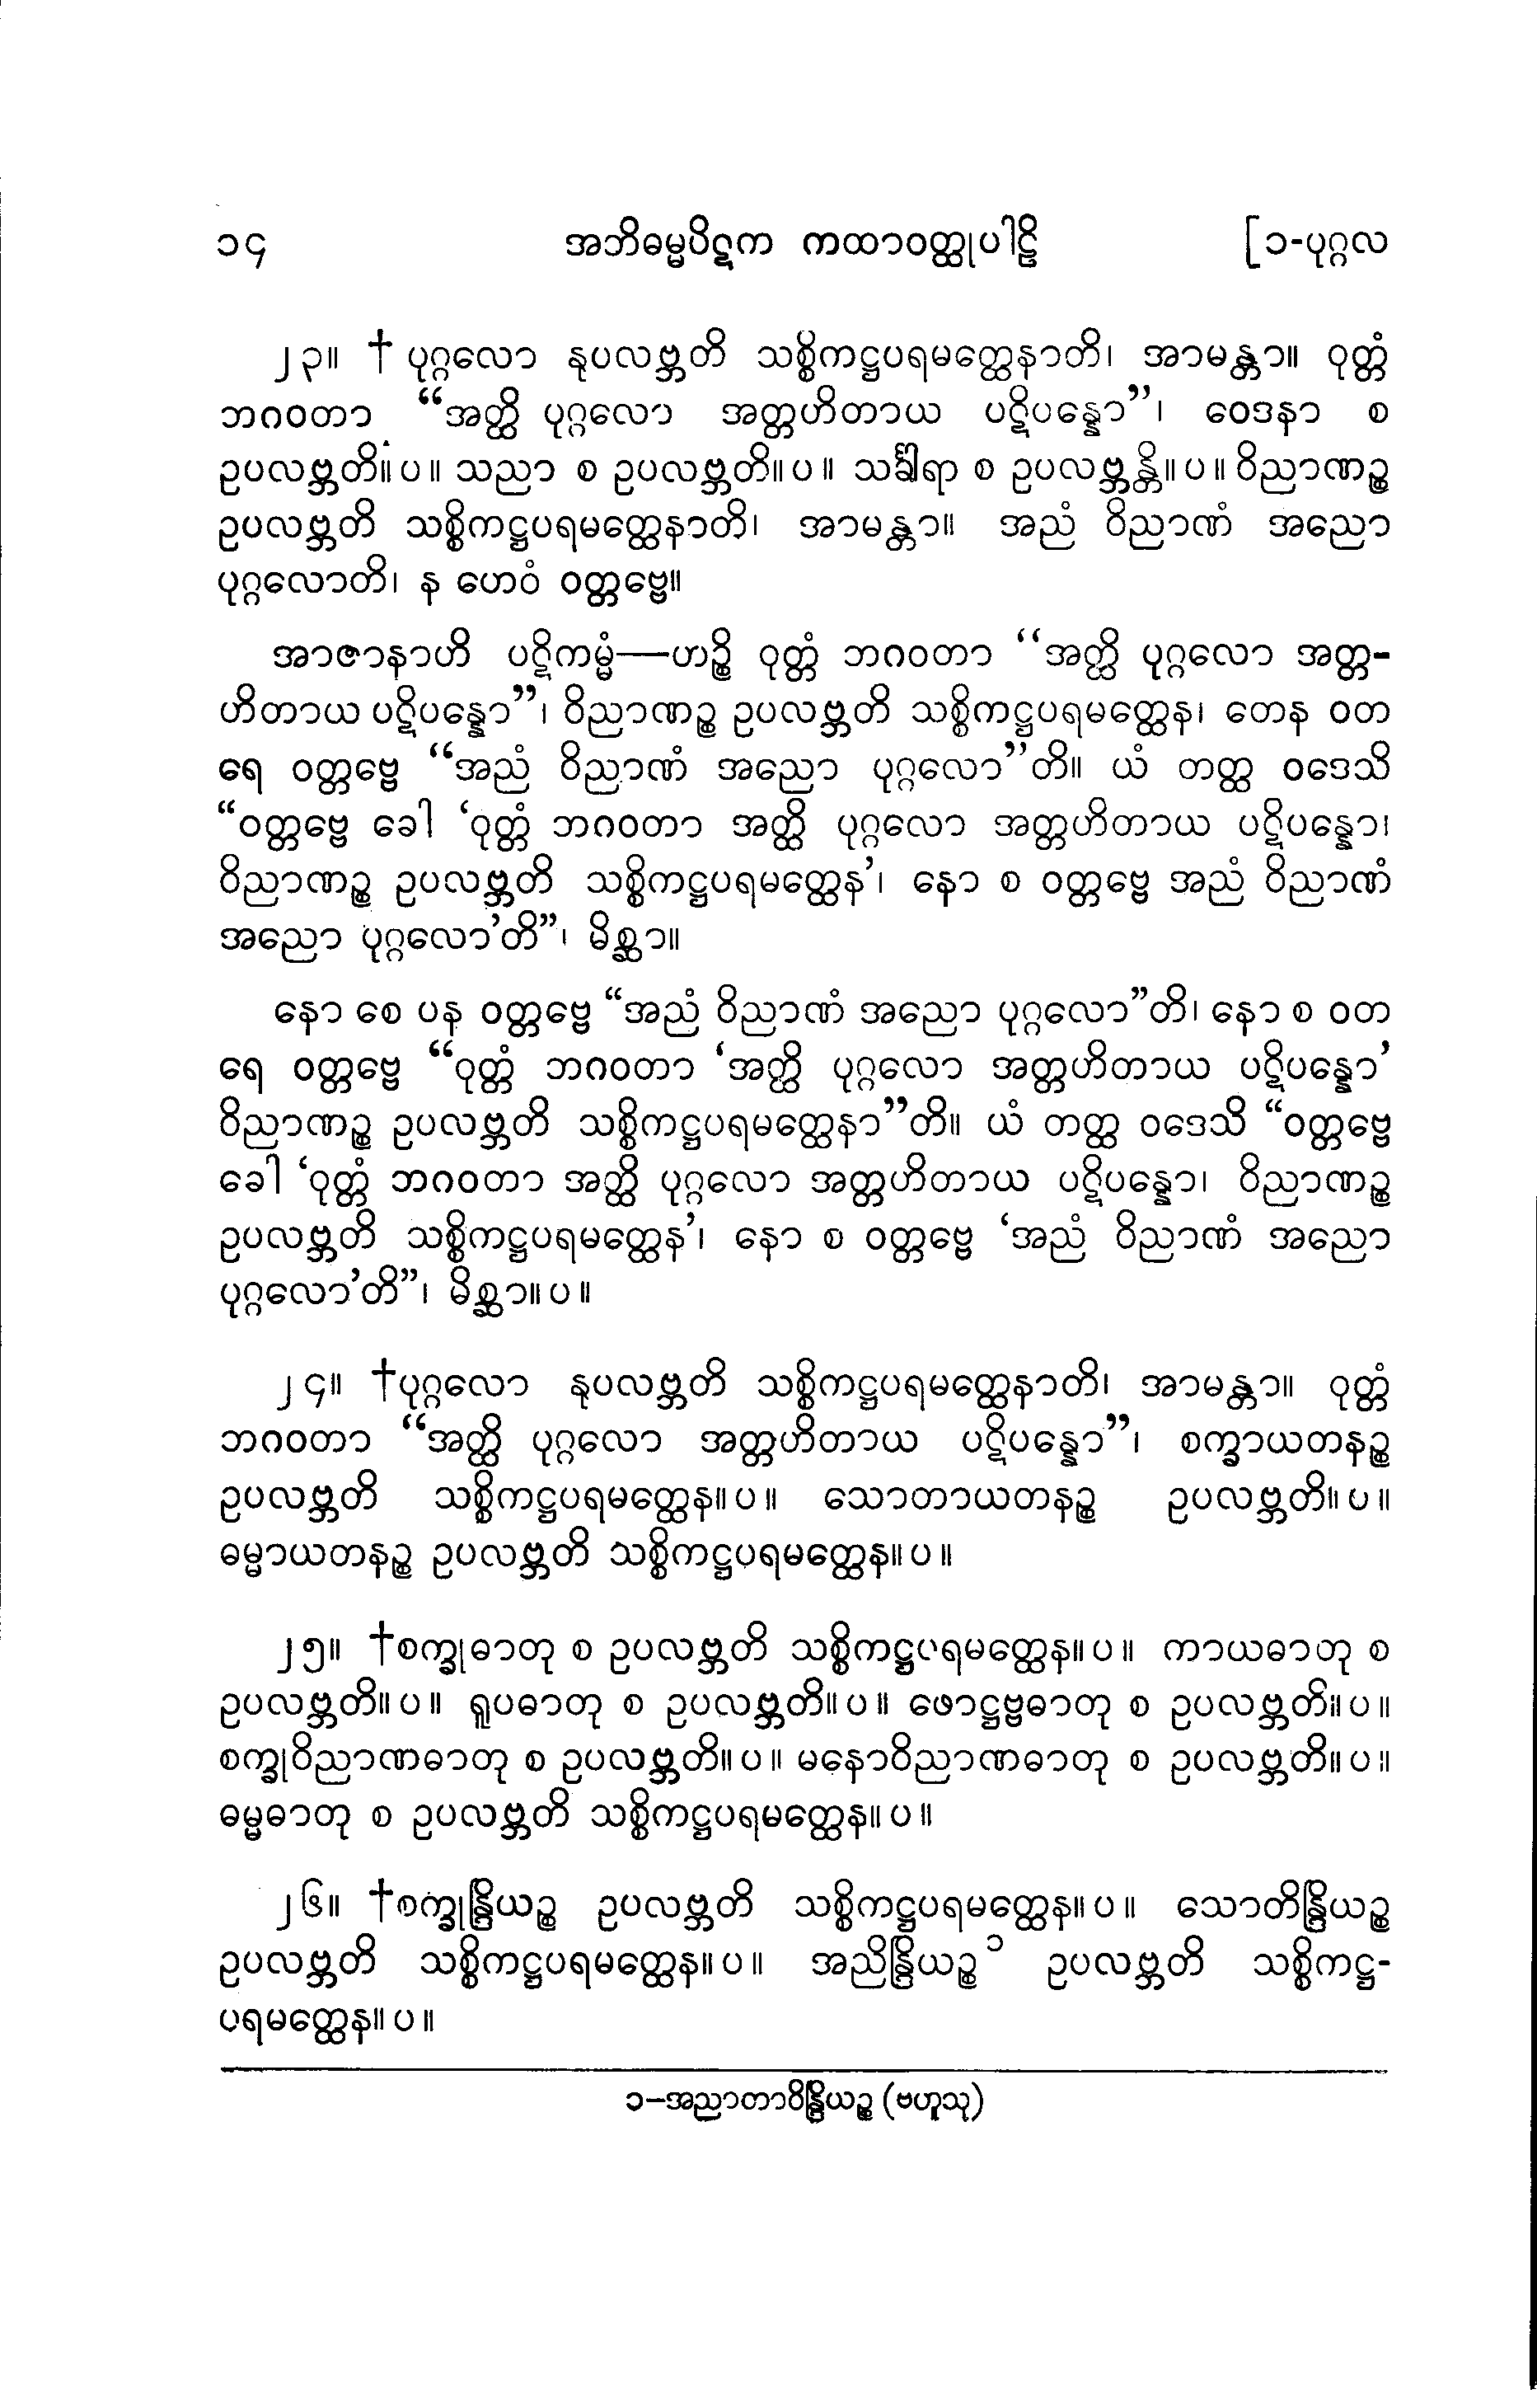 ၁၄ အဘိဓမ္မပိဋက ကထာဝတ္ထုပါဠိ [၁-ပုဂ္ဂလ
၂၃။ † ပုဂ္ဂလော နုပလဗ္ဘတိ သစ္စိကဋ္ဌပရမတ္ထေနာတိ၊ အာမန္တာ။ ဝုတ္တံ
ဘဂဝတာ “အတ္ထိ ပုဂ္ဂလော အတ္တဟိတာယ ပဋိပန္နော”၊ ဝေဒနာ စ
ဥပလဗ္ဘတိ။ပ။ သညာ စ ဥပလဗ္ဘတိ။ပ။ သင်္ခါရာ စ ဥပလဗ္ဘန္တိ။ပ။ ဝိညာဏဉ္စ
ဥပလဗ္ဘတိ သစ္စိကဋ္ဌပရမတ္ထေနာတိ၊ အာမန္တာ။ အညံ ဝိညာဏံ အညော
ပုဂ္ဂလောတိ၊ န ဟေဝံ ဝတ္တဗ္ဗေ။
အာဇာနာဟိ ပဋိကမ္မံ—ဟဉ္စိ ဝုတ္တံ ဘဂဝတာ “အတ္ထိ ပုဂ္ဂလော အတ္တ-
ဟိတာယ ပဋိပန္နော”၊ ဝိညာဏဉ္စ ဥပလဗ္ဘတိ သစ္စိကဋ္ဌပရမတ္ထေန၊ တေန ဝတ
ရေ ဝတ္တဗ္ဗေ “အညံ ဝိညာဏံ အညော ပုဂ္ဂလော”တိ။ ယံ တတ္ထ ဝဒေသိ
“ဝတ္တဗ္ဗေ ခေါ ‘ဝုတ္တံ ဘဂဝတာ အတ္ထိ ပုဂ္ဂလော အတ္တဟိတာယ ပဋိပန္နော၊
ဝိညာဏဉ္စ ဥပလဗ္ဘတိ သစ္စိကဋ္ဌပရမတ္ထေန’၊ နော စ ဝတ္တဗ္ဗေ အညံ ဝိညာဏံ
အညော ပုဂ္ဂလော’တိ”၊ မိစ္ဆာ။
နော စေ ပန ဝတ္တဗ္ဗေ “အညံ ဝိညာဏံ အညော ပုဂ္ဂလော”တိ၊ နော စ ဝတ
ရေ ဝတ္တဗ္ဗေ “ဝုတ္တံ ဘဂဝတာ ‘အတ္ထိ ပုဂ္ဂလော အတ္တဟိတာယ ပဋိပန္နော’
ဝိညာဏဉ္စ ဥပလဗ္ဘတိ သစ္စိကဋ္ဌပရမတ္ထေနာ”တိ။ ယံ တတ္ထ ဝဒေသိ “ဝတ္တဗ္ဗေ
ခေါ ‘ဝုတ္တံ ဘဂဝတာ အတ္ထိ ပုဂ္ဂလော အတ္တဟိတာယ ပဋိပန္နော၊ ဝိညာဏဉ္စ
ဥပလဗ္ဘတိ သစ္စိကဋ္ဌပရမတ္ထေန’၊ နော စ ဝတ္တဗ္ဗေ ‘အညံ ဝိညာဏံ အညော
ပုဂ္ဂလော’တိ”၊ မိစ္ဆာ။ပ။
၂၄။ †ပုဂ္ဂလော နုပလဗ္ဘတိ သစ္စိကဋ္ဌပရမတ္ထေနာတိ၊ အာမန္တာ။ ဝုတ္တံ
ဘဂဝတာ “အတ္ထိ ပုဂ္ဂလော အတ္တဟိတာယ ပဋိပန္နော”၊ စက္ခာယတနဉ္စ
ဥပလဗ္ဘတိ သစ္စိကဋ္ဌပရမတ္ထေန။ပ။ သောတာယတနဉ္စ ဥပလဗ္ဘတိ။ပ။
ဓမ္မာယတနဉ္စ ဥပလဗ္ဘတိ သစ္စိကဋ္ဌပရမတ္ထေန။ပ။
၂၅။ †စက္ခုဓာတု စ ဥပလဗ္ဘတိ သစ္စိကဋ္ဌပရမတ္ထေန။ပ။ ကာယဓာတု စ
ဥပလဗ္ဘတိ။ပ။ ရူပဓာတု စ ဥပလဗ္ဘတိ။ပ။ ဖောဋ္ဌဗ္ဗဓာတု စ ဥပလဗ္ဘတိ။ပ။
စက္ခုဝိညာဏဓာတု စ ဥပလဗ္ဘတိ။ပ။ မနောဝိညာဏဓာတု စ ဥပလဗ္ဘတိ။ပ။
ဓမ္မဓာတု စ ဥပလဗ္ဘတိ သစ္စိကဋ္ဌပရမတ္ထေန။ပ။
၂၆။ †စက္ခုန္ဒြိယဉ္စ ဥပလဗ္ဘတိ သစ္စိကဋ္ဌပရမတ္ထေန။ပ။ သောတိန္ဒြိယဉ္စ
ဥပလဗ္ဘတိ သစ္စိကဋ္ဌပရမတ္ထေန။ပ။ အညိန္ဒြိယဉ္စ ၁ ဥပလဗ္ဘတိ သစ္စိကဋ္ဌ-
ပရမတ္ထေန။ပ။
၁–အညာတာဝိန္ဒြိယဉ္စ (ဗဟူသု)